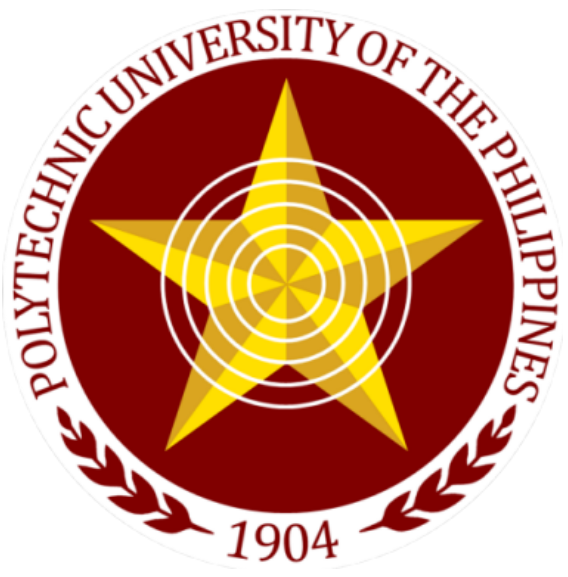 POLYTECHNIC UNIVERSITY OF THE PHILIPPINES
1904